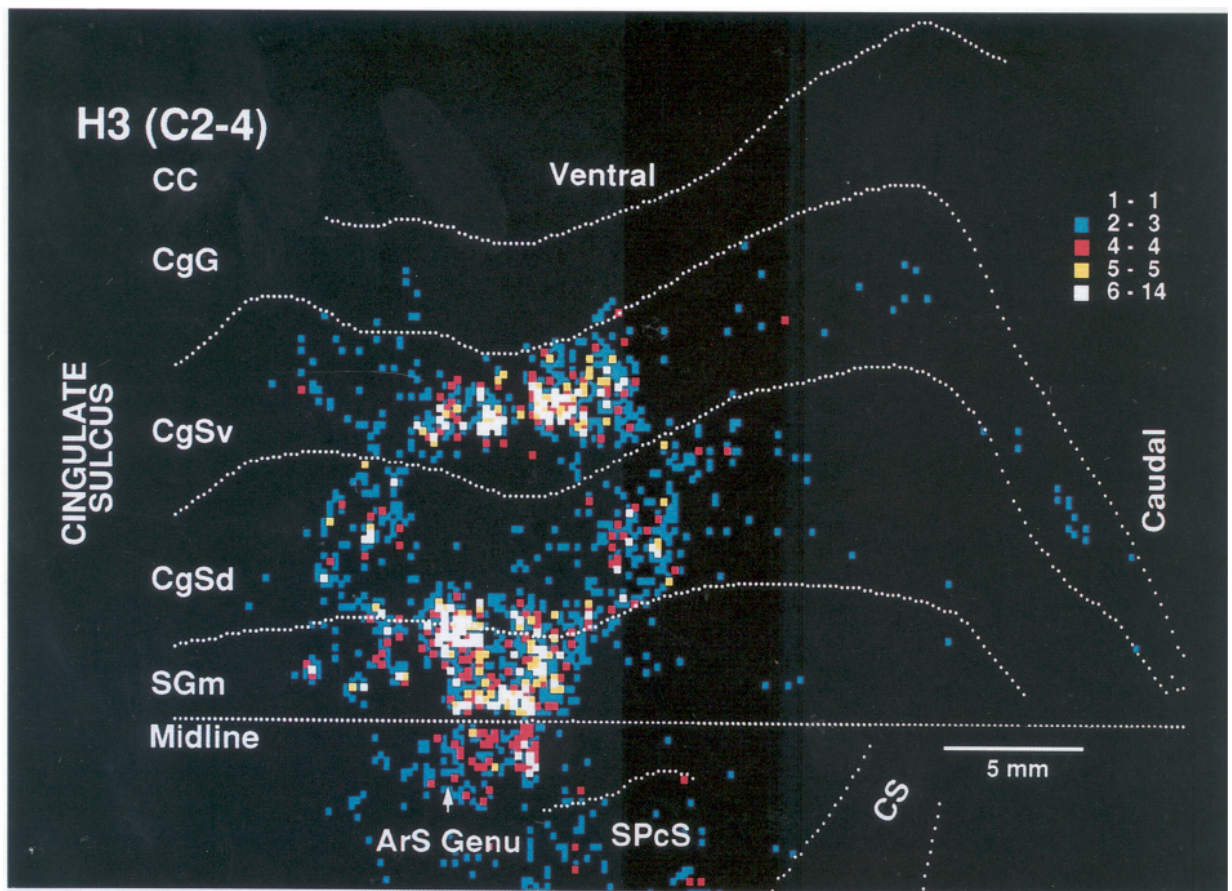 H3 (C2-4)
CC
Ventral
CgG
1 - 1
2 - 3
4 - 4
5 - 5
6 - 14
CINGULATE
SULCUS
CgSv
Caudal
CgSd
SGm
Midline
5 mm
CS
ArS Genu
SPcS